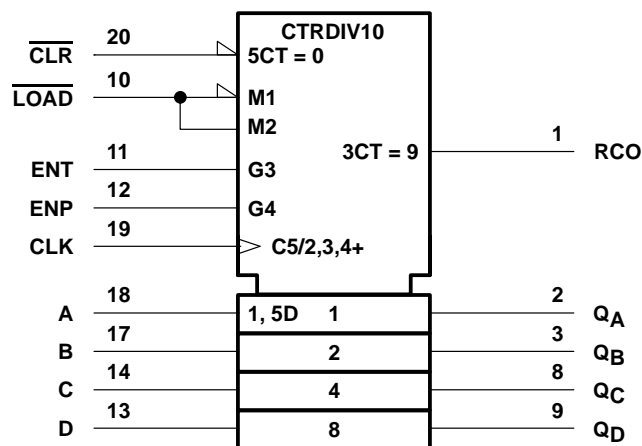 CTRDIV10
CLR 20 5CT = 0
LOAD 10 M1
M2
3CT = 9 1 RCO
ENT 11 G3
ENP 12 G4
CLK 19 C5/2,3,4+
A 18 1, 5D 1 2 QA
B 17 2 3 QB
C 14 4 8 QC
D 13 8 9 QD